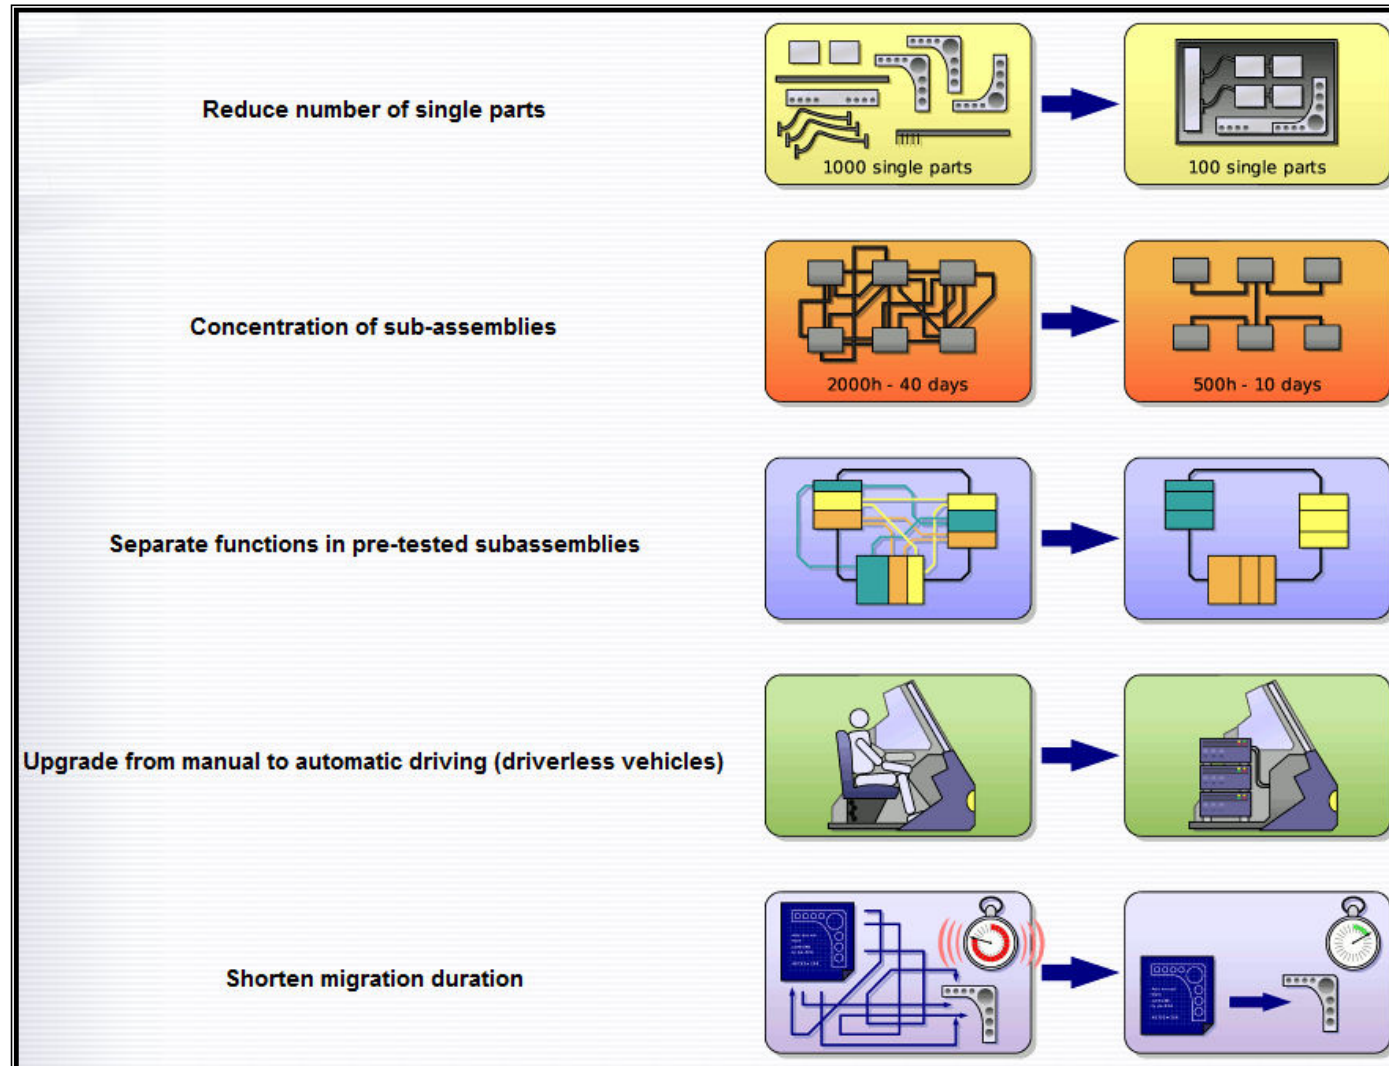 Reduce number of single parts
1000 single parts
100 single parts
Concentration of sub-assemblies
2000h - 40 days
500h - 10 days
Separate functions in pre-tested subassemblies
Upgrade from manual to automatic driving (driverless vehicles)
Shorten migration duration